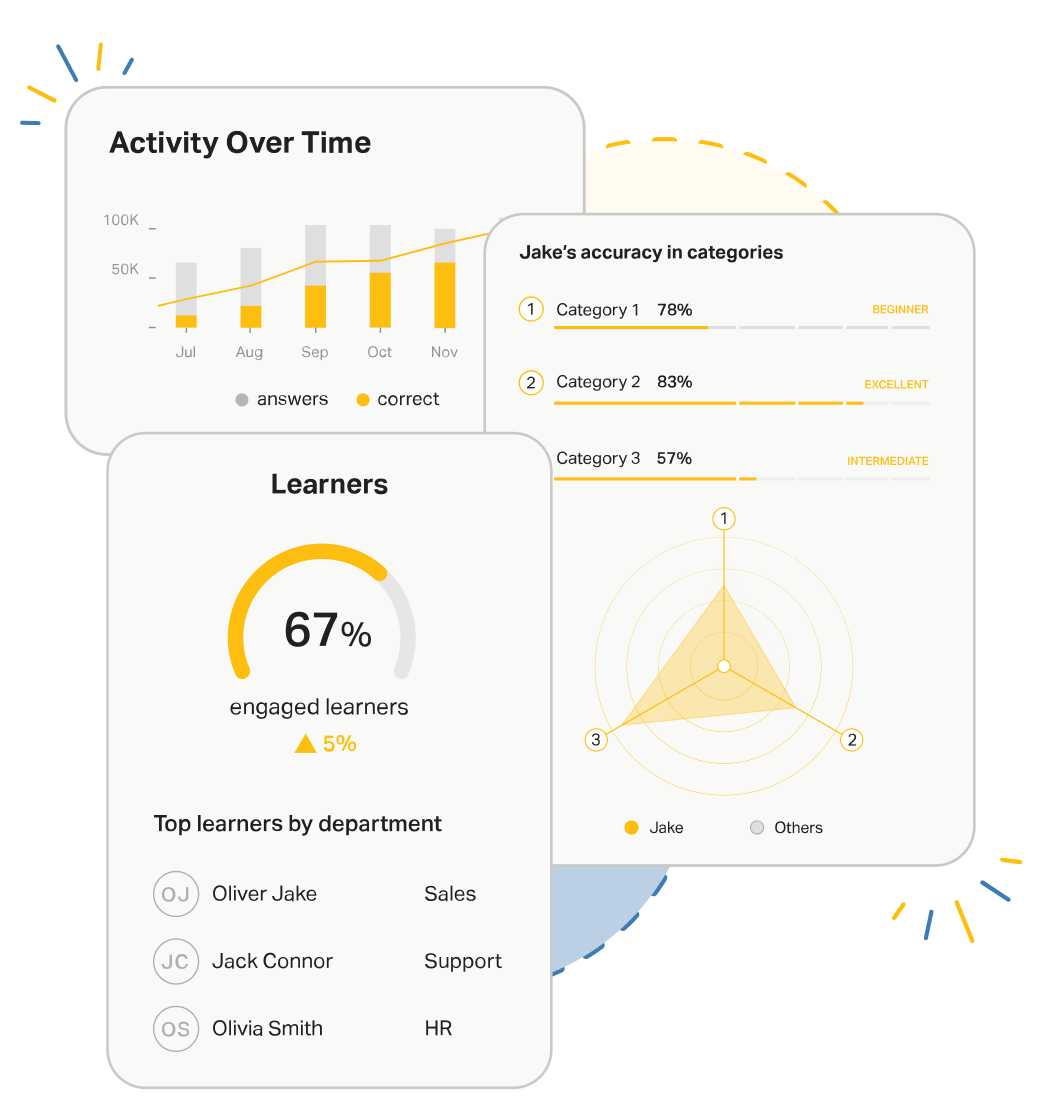 Activity Over Time
100K
50K
Jul Aug Sep Oct Nov
answers correct
Jake's accuracy in categories
1 Category 1 78% BEGINNER
2 Category 2 83% EXCELLENT
Category 3 57% INTERMEDIATE
1
3 2
Jake Others
Learners
67%
engaged learners
5%
Top learners by department
OJ Oliver Jake Sales
JC Jack Connor Support
OS Olivia Smith HR